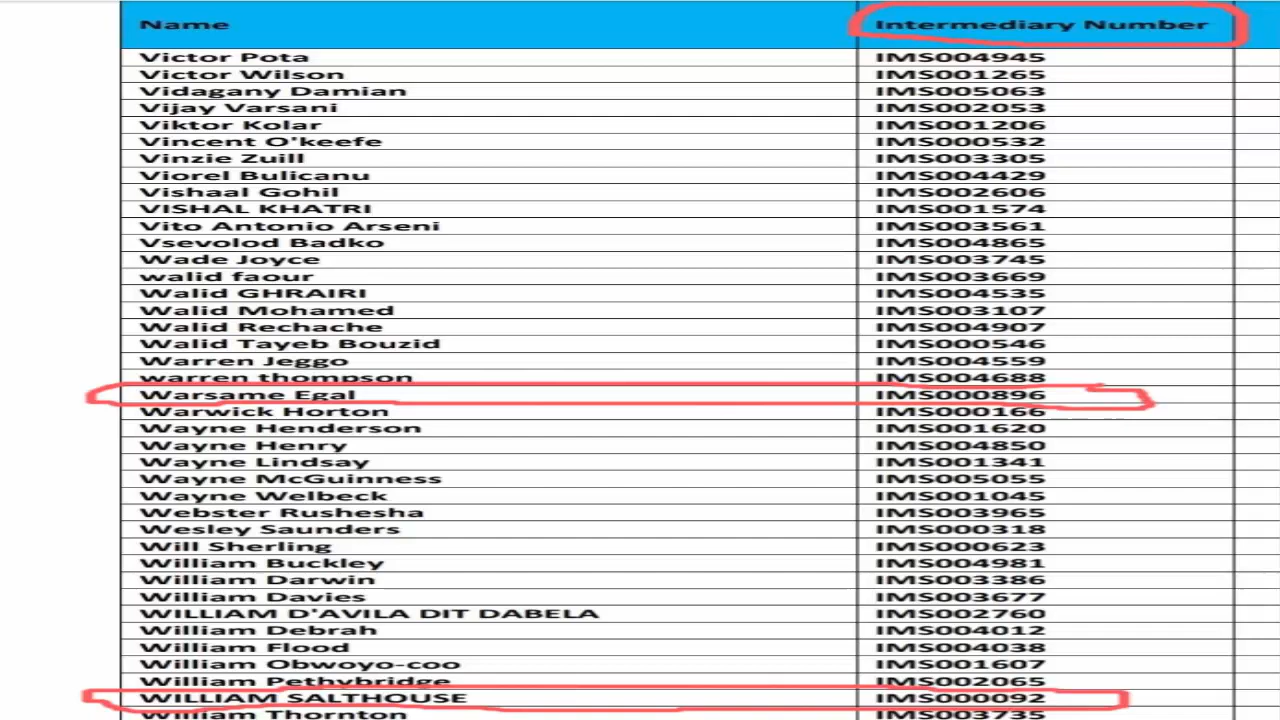 Name Intermediary Number
Victor Pota IMS004945
Victor Wilson IMS001265
Vidagany Damian IMS005063
Vijay Varsani IMS002053
Viktor Kolar IMS001206
Vincent O'keefe IMS000532
Vinzie Zuill IMS003305
Viorel Bulicanu IMS004429
Vishaal Gohil IMS002606
VISHAL KHATRI IMS001574
Vito Antonio Arseni IMS003561
Vsevolod Badko IMS004865
Wade Joyce IMS003745
walid faour IMS003669
Walid GHRAIRI IMS004535
Walid Mohamed IMS003107
Walid Rechache IMS004907
Walid Tayeb Bouzid IMS000546
Warren Jeggo IMS004559
warren thompson IMS004688
Warsame Egal IMS000896
Warwick Horton IMS000166
Wayne Henderson IMS001620
Wayne Henry IMS004850
Wayne Lindsay IMS001341
Wayne McGuinness IMS005055
Wayne Welbeck IMS001045
Webster Rushesha IMS003965
Wesley Saunders IMS000318
Will Sherling IMS000623
William Buckley IMS004981
William Darwin IMS003386
William Davies IMS003677
WILLIAM D'AVILA DIT DABELA IMS002760
William Debrah IMS004012
William Flood IMS004038
William Obwoyo-coo IMS001607
William Pethybridge IMS002065
WILLIAM SALTHOUSE IMS000092
William Thornton IMS003735